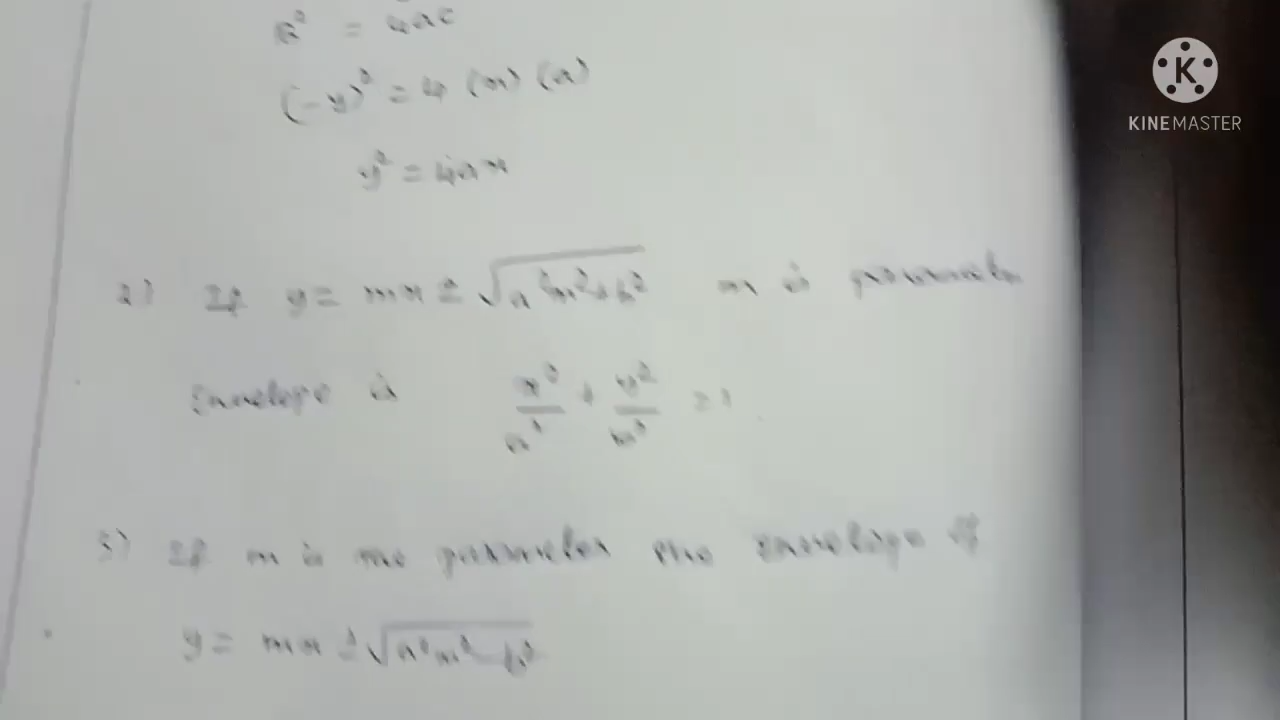 B² = 4ac
(-y)² = 4 (x) (a)
y² = 4ax
KINEMASTER
2) If y = mx ± √a²m²+b² m is parameter
Envelope is x²/a² + y²/b² = 1
3) If m is the parameter the Envelope of
y = mx ± √a²m²-b²